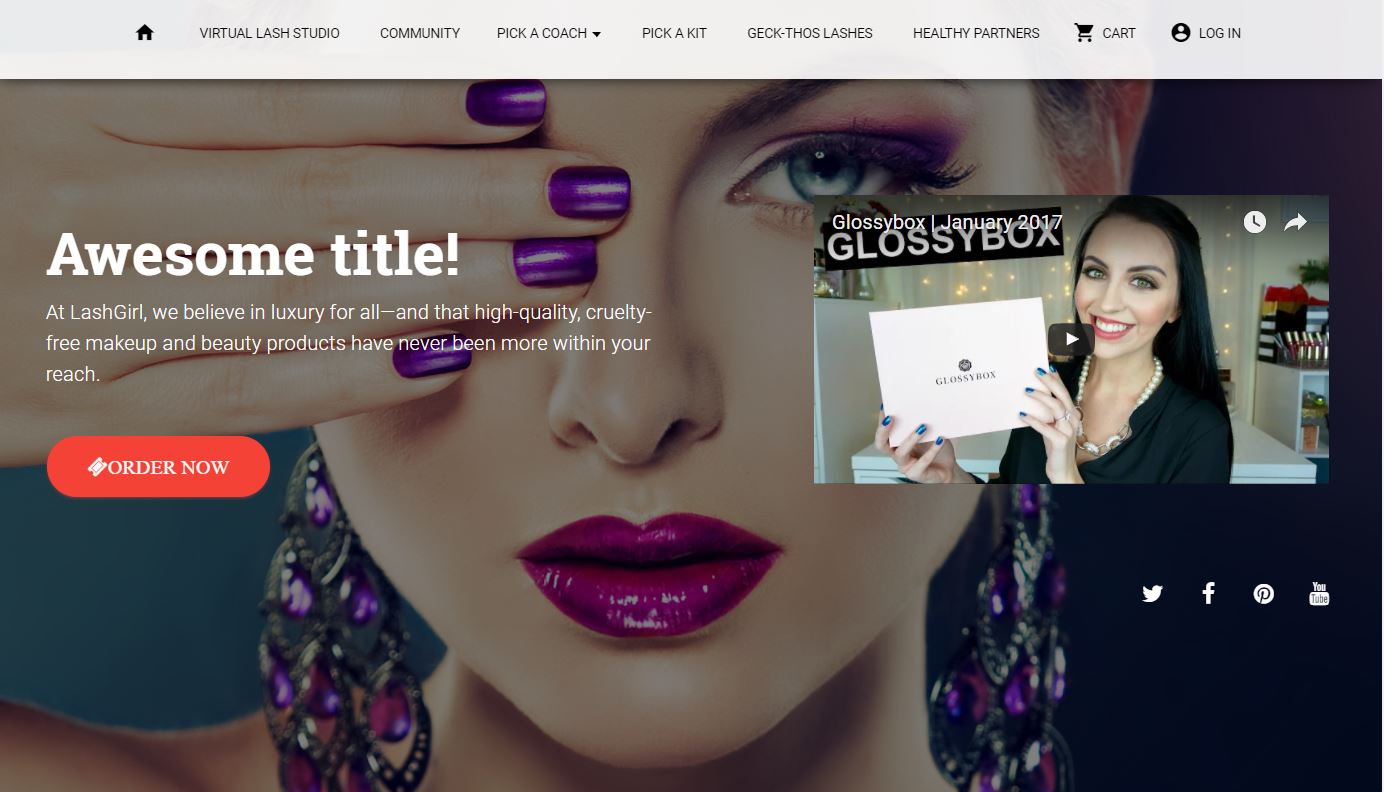 VIRTUAL LASH STUDIO COMMUNITY PICK A COACH PICK A KIT GECK-THOS LASHES HEALTHY PARTNERS CART LOG IN
Awesome title!
At LashGirl, we believe in luxury for all—and that high-quality, cruelty-
free makeup and beauty products have never been more within your
reach.
ORDER NOW
Glossybox | January 2017
GLOSSYBOX
GLOSSYBOX
You
Tube